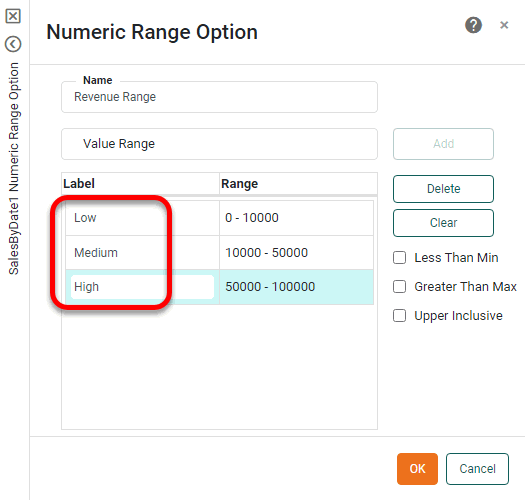 Numeric Range Option
SalesByDate1 Numeric Range Option
Name
Revenue Range
Value Range
Add
Label Range
Low 0 - 10000
Medium 10000 - 50000
High 50000 - 100000
Delete
Clear
Less Than Min
Greater Than Max
Upper Inclusive
OK Cancel